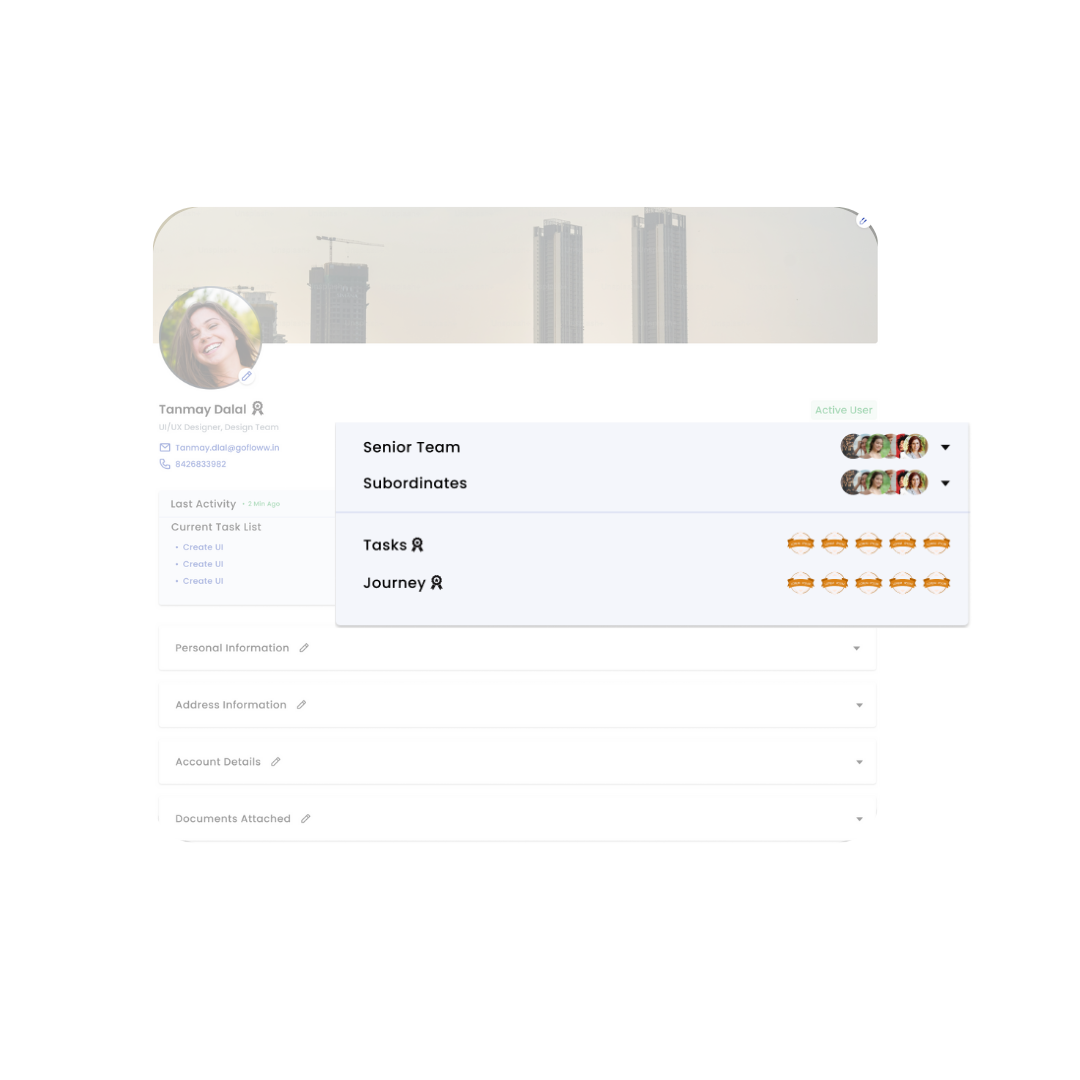 Tanmay Dalal
Active User
UI/UX Designer, Design Team
Tanmay.dlal@gofloww.in
8426833982
Senior Team
Subordinates
Last Activity • 2 Min Ago
Current Task List
• Create UI
• Create UI
• Create UI
Tasks
Journey
Personal Information
Address Information
Account Details
Documents Attached